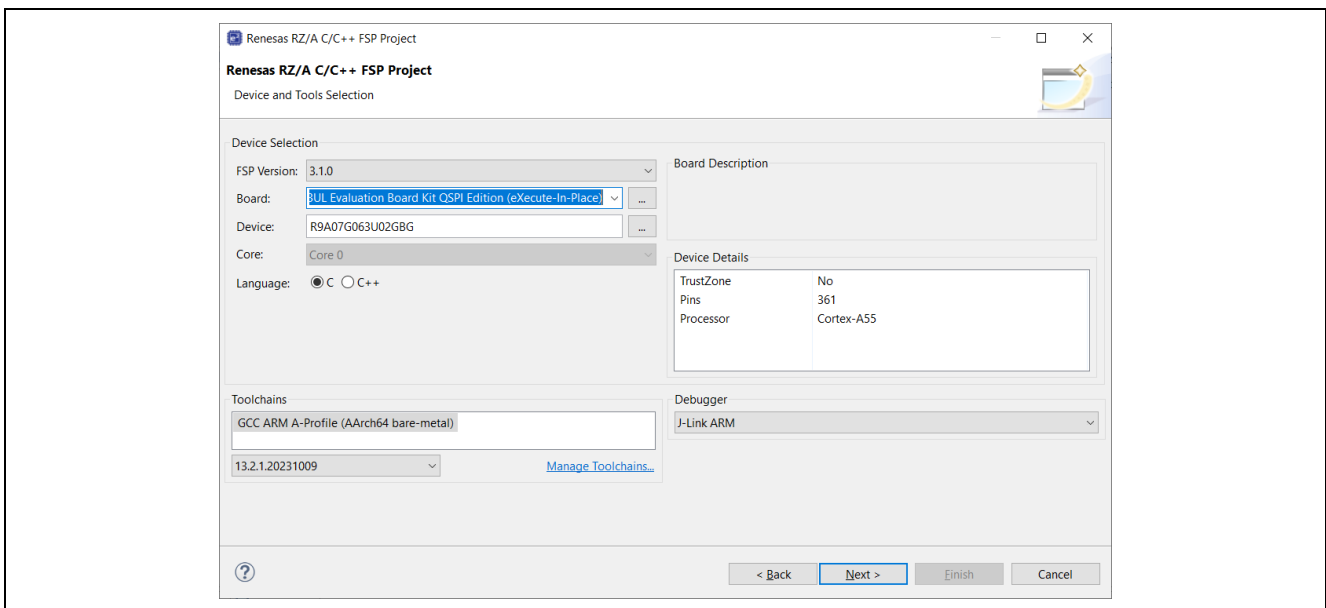 Renesas RZ/A C/C++ FSP Project
Renesas RZ/A C/C++ FSP Project
Device and Tools Selection
Device Selection
FSP Version: 3.1.0
Board: 3UL Evaluation Board Kit QSPI Edition (eXecute-In-Place) ...
Device: R9A07G063U02GBG ...
Core: Core 0
Language: C C++
Board Description
Device Details
TrustZone No
Pins 361
Processor Cortex-A55
Toolchains
GCC ARM A-Profile (AArch64 bare-metal)
13.2.1.20231009
Manage Toolchains...
Debugger
J-Link ARM
?
< Back Next > Finish Cancel